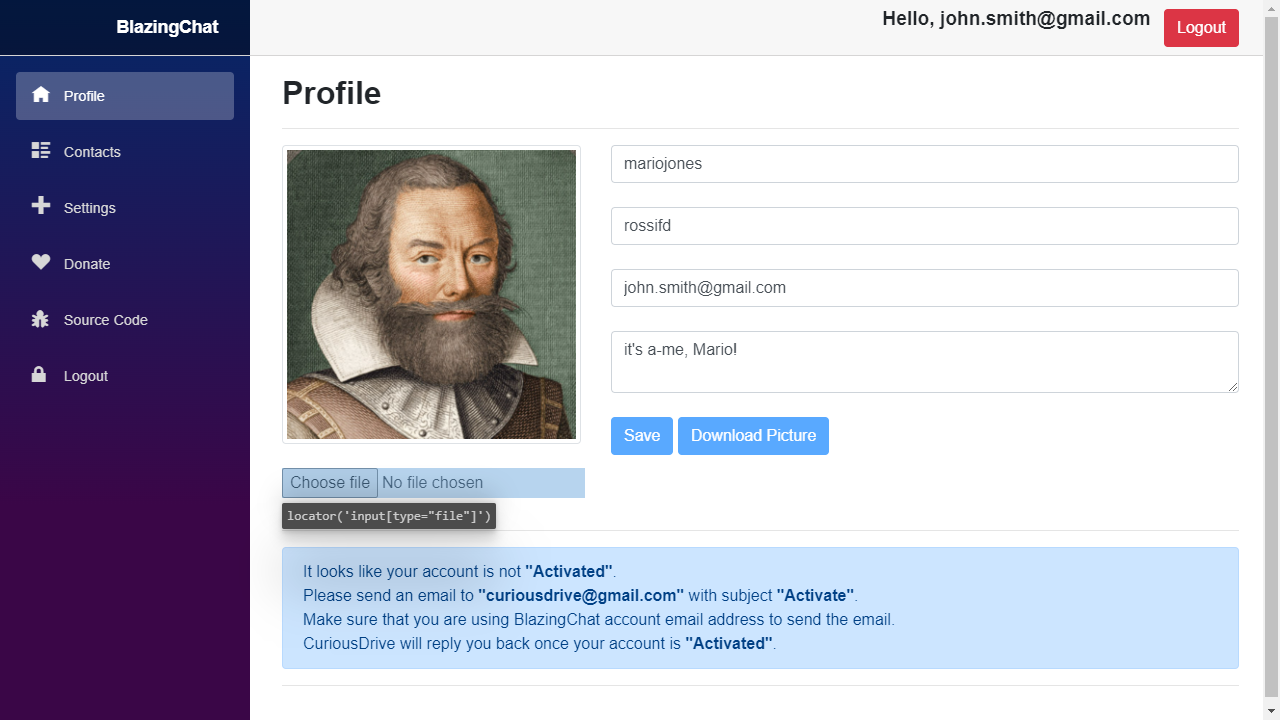 BlazingChat
Hello, john.smith@gmail.com
Logout
Profile
Contacts
Settings
Donate
Source Code
Logout
Profile
mariojones
rossifd
john.smith@gmail.com
it's a-me, Mario!
Save
Download Picture
Choose file No file chosen
locator('input[type="file"]')
It looks like your account is not "Activated".
Please send an email to "curiousdrive@gmail.com" with subject "Activate".
Make sure that you are using BlazingChat account email address to send the email.
CuriousDrive will reply you back once your account is "Activated".